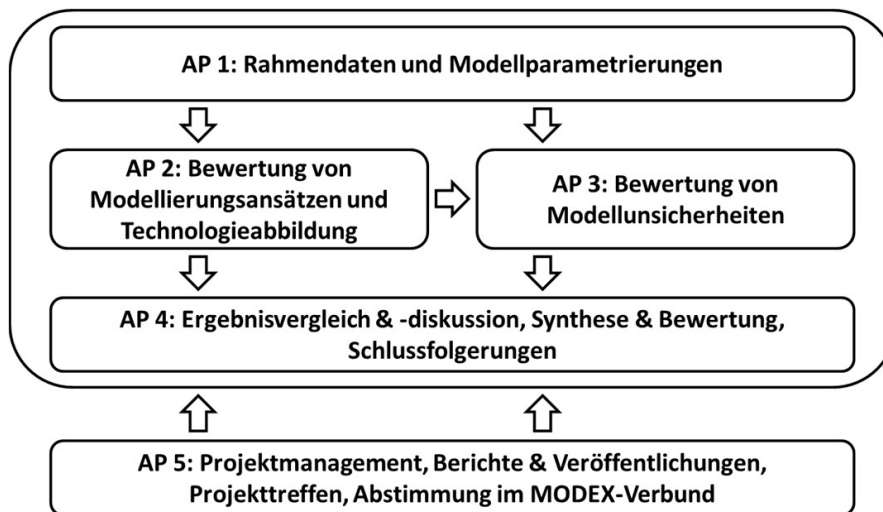 AP 1: Rahmendaten und Modellparametrierungen
AP 2: Bewertung von
Modellierungsansätzen und
Technologieabbildung
AP 3: Bewertung von
Modellunsicherheiten
AP 4: Ergebnisvergleich & -diskussion, Synthese & Bewertung,
Schlussfolgerungen
AP 5: Projektmanagement, Berichte & Veröffentlichungen,
Projekttreffen, Abstimmung im MODEX-Verbund